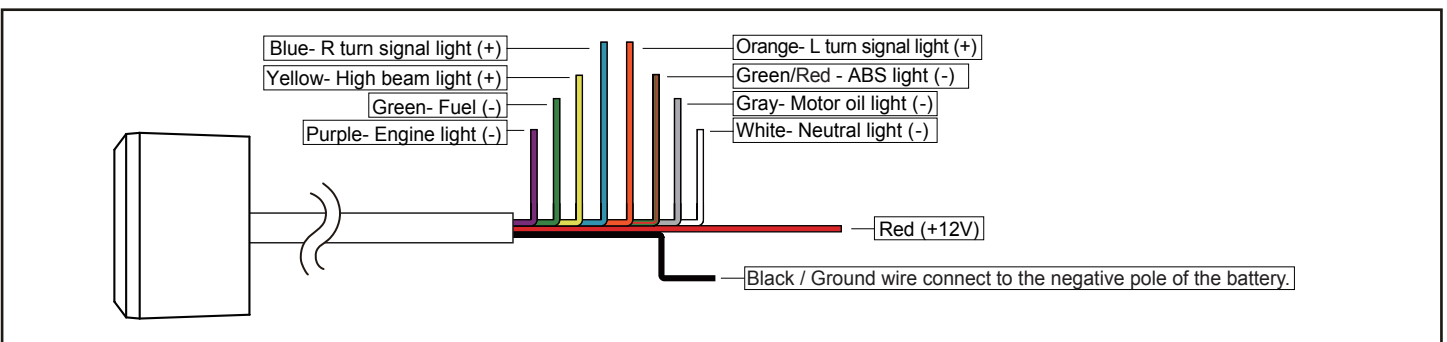 Blue- R turn signal light (+)
Yellow- High beam light (+)
Green- Fuel (-)
Purple- Engine light (-)
Orange- L turn signal light (+)
Green/Red - ABS light (-)
Gray- Motor oil light (-)
White- Neutral light (-)
Red (+12V)
Black / Ground wire connect to the negative pole of the battery.